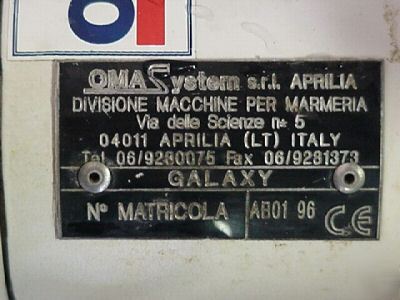 OMA System s.r.l. APRILIA
DIVISIONE MACCHINE PER MARMERIA
Via delle Scienze n° 5
04011 APRILIA (LT) ITALY
Tel. 06/9280075 Fax 06/9281373
GALAXY
N° MATRICOLA AB01 96 CE